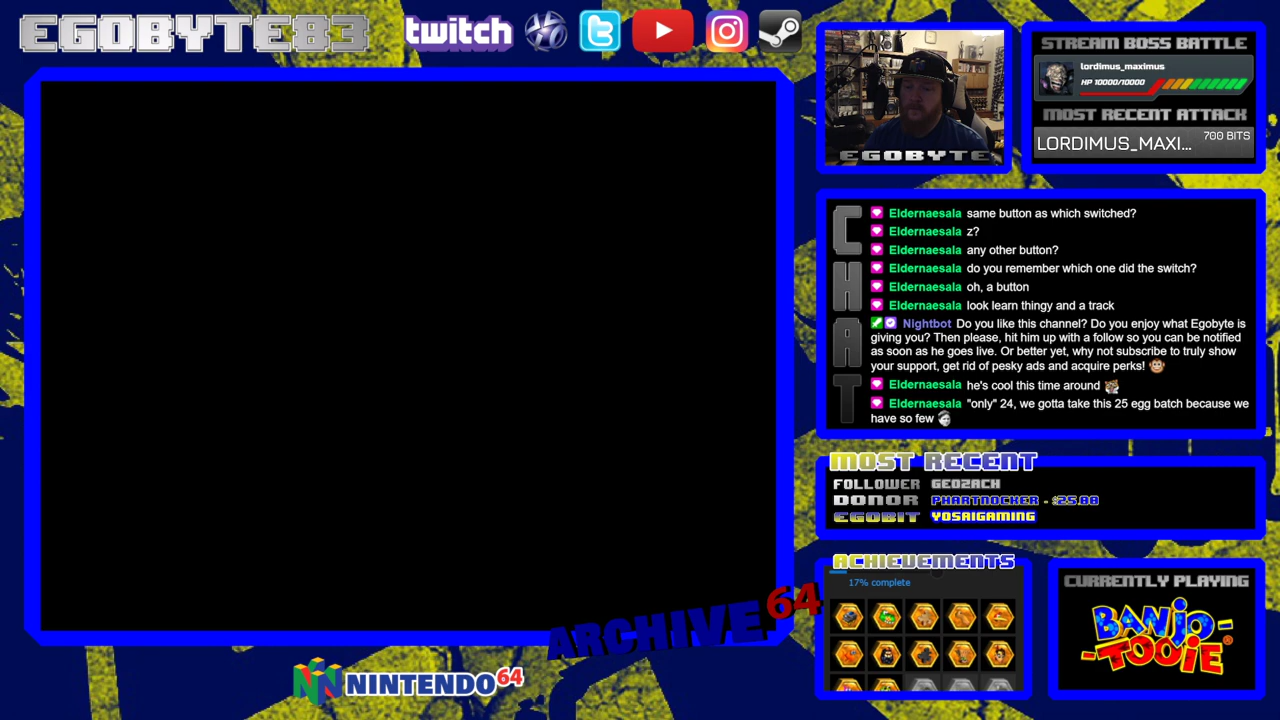 EGOBYTE83
twitch
STREAM BOSS BATTLE
lordimus_maximus
HP 10000/10000
MOST RECENT ATTACK
700 BITS
LORDIMUS_MAXI...
EGOBYTE
CHAT
Eldernaesala same button as which switched?
Eldernaesala z?
Eldernaesala any other button?
Eldernaesala do you remember which one did the switch?
Eldernaesala oh, a button
Eldernaesala look learn thingy and a track
Nightbot Do you like this channel? Do you enjoy what Egobyte is
giving you? Then please, hit him up with a follow so you can be notified
as soon as he goes live. Or better yet, why not subscribe to truly show
your support, get rid of pesky ads and acquire perks!
Eldernaesala he's cool this time around
Eldernaesala "only" 24, we gotta take this 25 egg batch because we
have so few
MOST RECENT
FOLLOWER GEOZACH
DONOR PHARTNOCKER - $25.00
EGOBIT YOSAIGAMING
ACHIEVEMENTS
17% complete
CURRENTLY PLAYING
BANJO-
-TOOIE
ARCHIVE 64
NINTENDO64